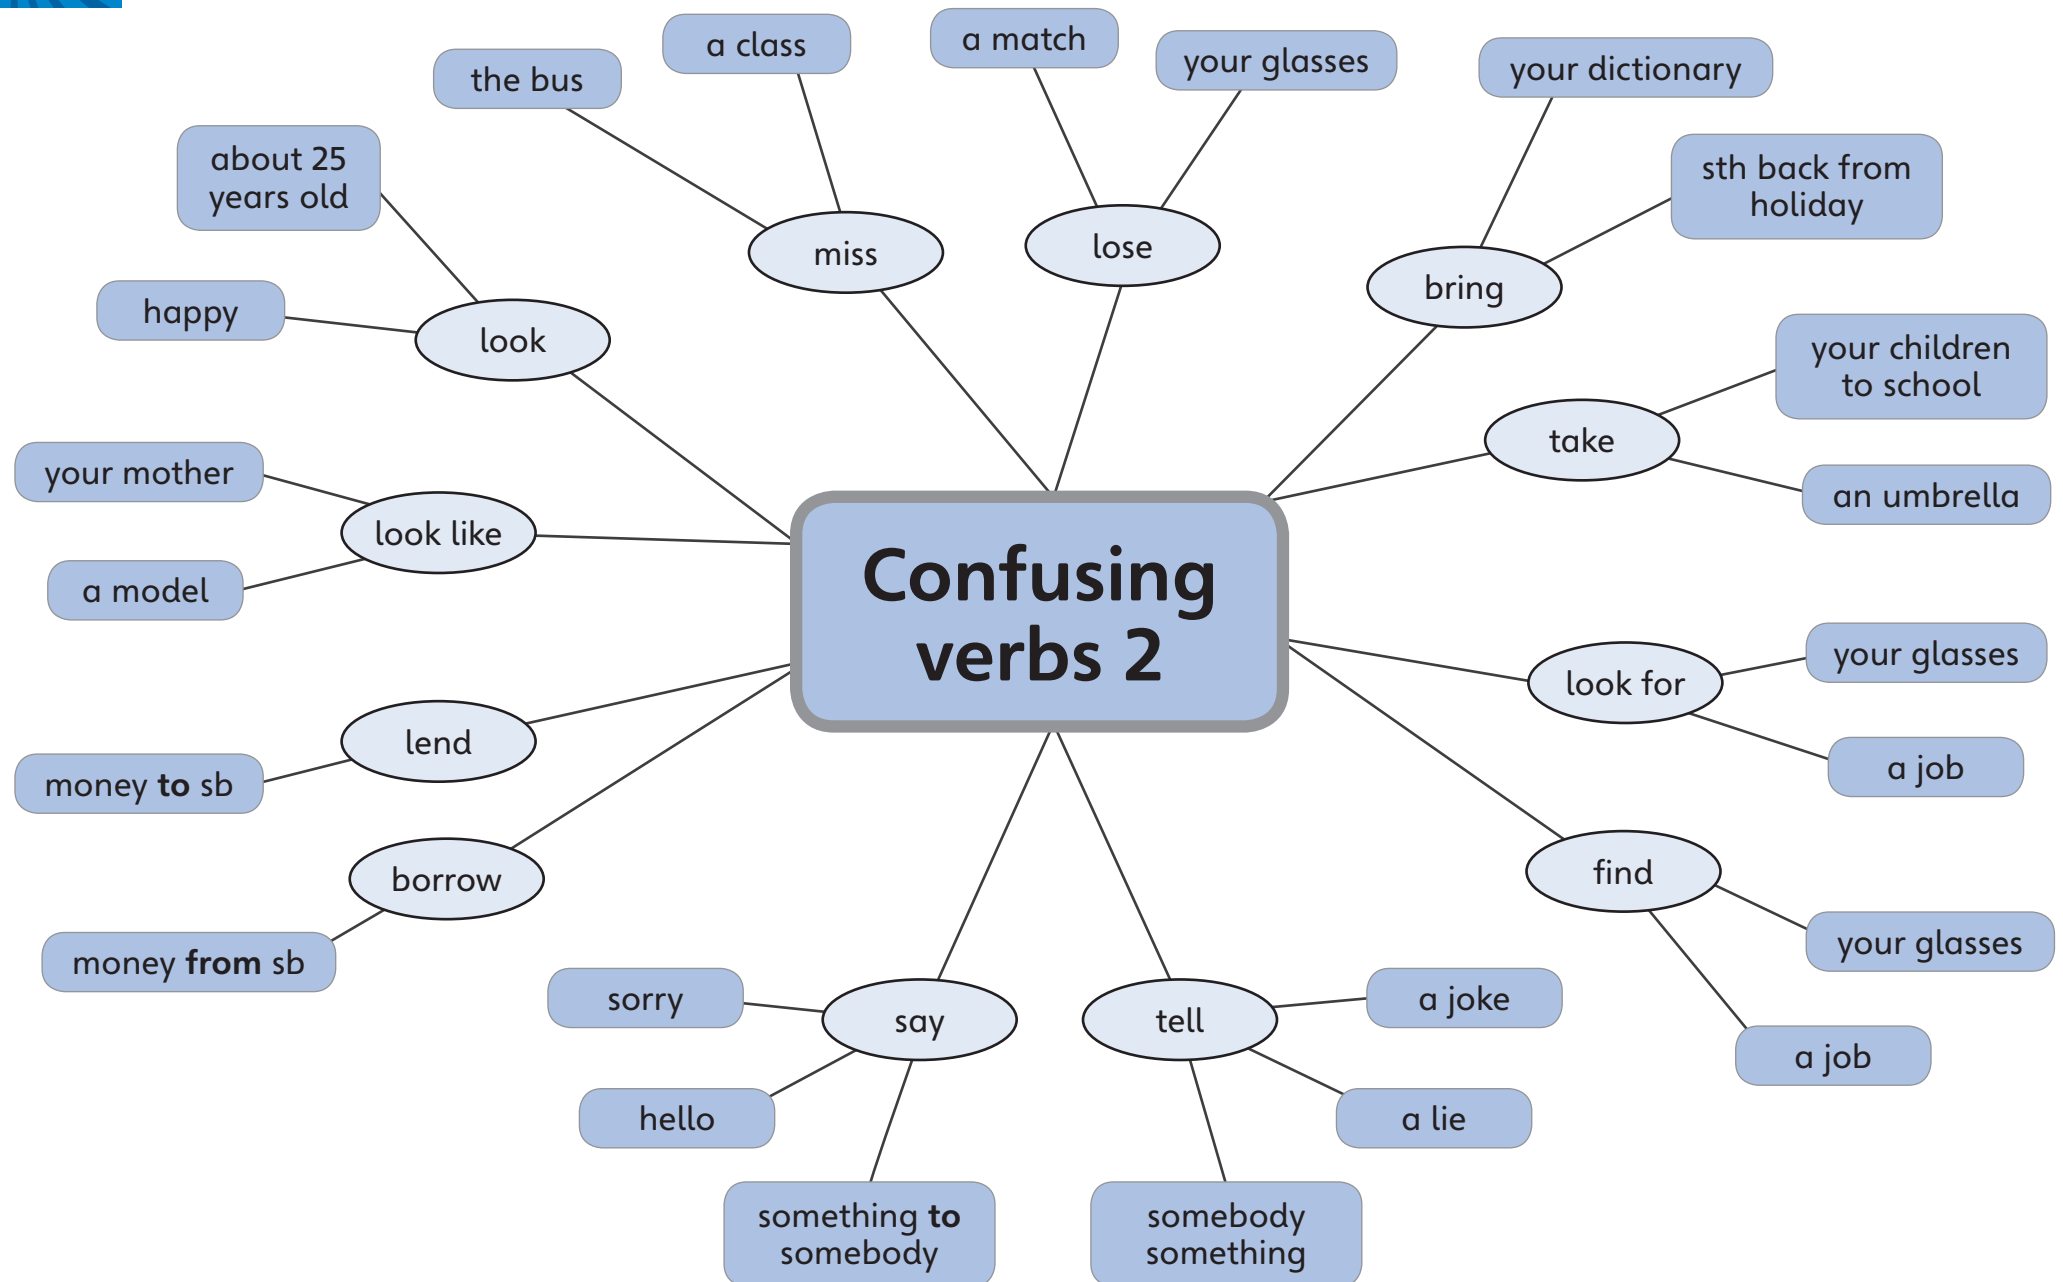 a class
a match
your glasses
the bus
your dictionary
about 25
years old
sth back from
holiday
miss
lose
bring
happy
look
your children
to school
take
your mother
look like
an umbrella
a model
Confusing
verbs 2
your glasses
look for
lend
a job
money to sb
borrow
find
money from sb
your glasses
sorry
say
tell
a joke
a job
hello
a lie
something to
somebody
somebody
something